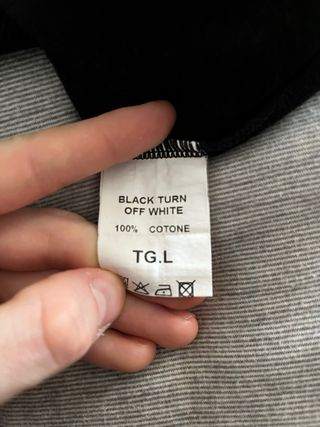 BLACK TURN
OFF WHITE
100% COTONE
TG.L